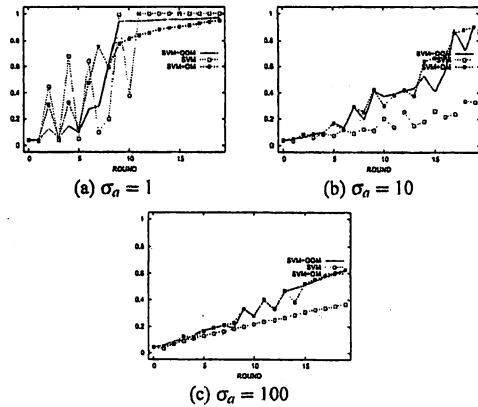 1
0.8
0.6
0.4
0.2
0
SVM+OOM
SVM
SVM+OM
0 5 10 15
ROUND
(a) σₐ = 1
1
0.8
0.6
0.4
0.2
0
SVM+OOM
SVM
SVM+OM
0 5 10 15
ROUND
(b) σₐ = 10
1
0.8
0.6
0.4
0.2
0
SVM+OOM
SVM
SVM+OM
0 5 10 15
ROUND
(c) σₐ = 100